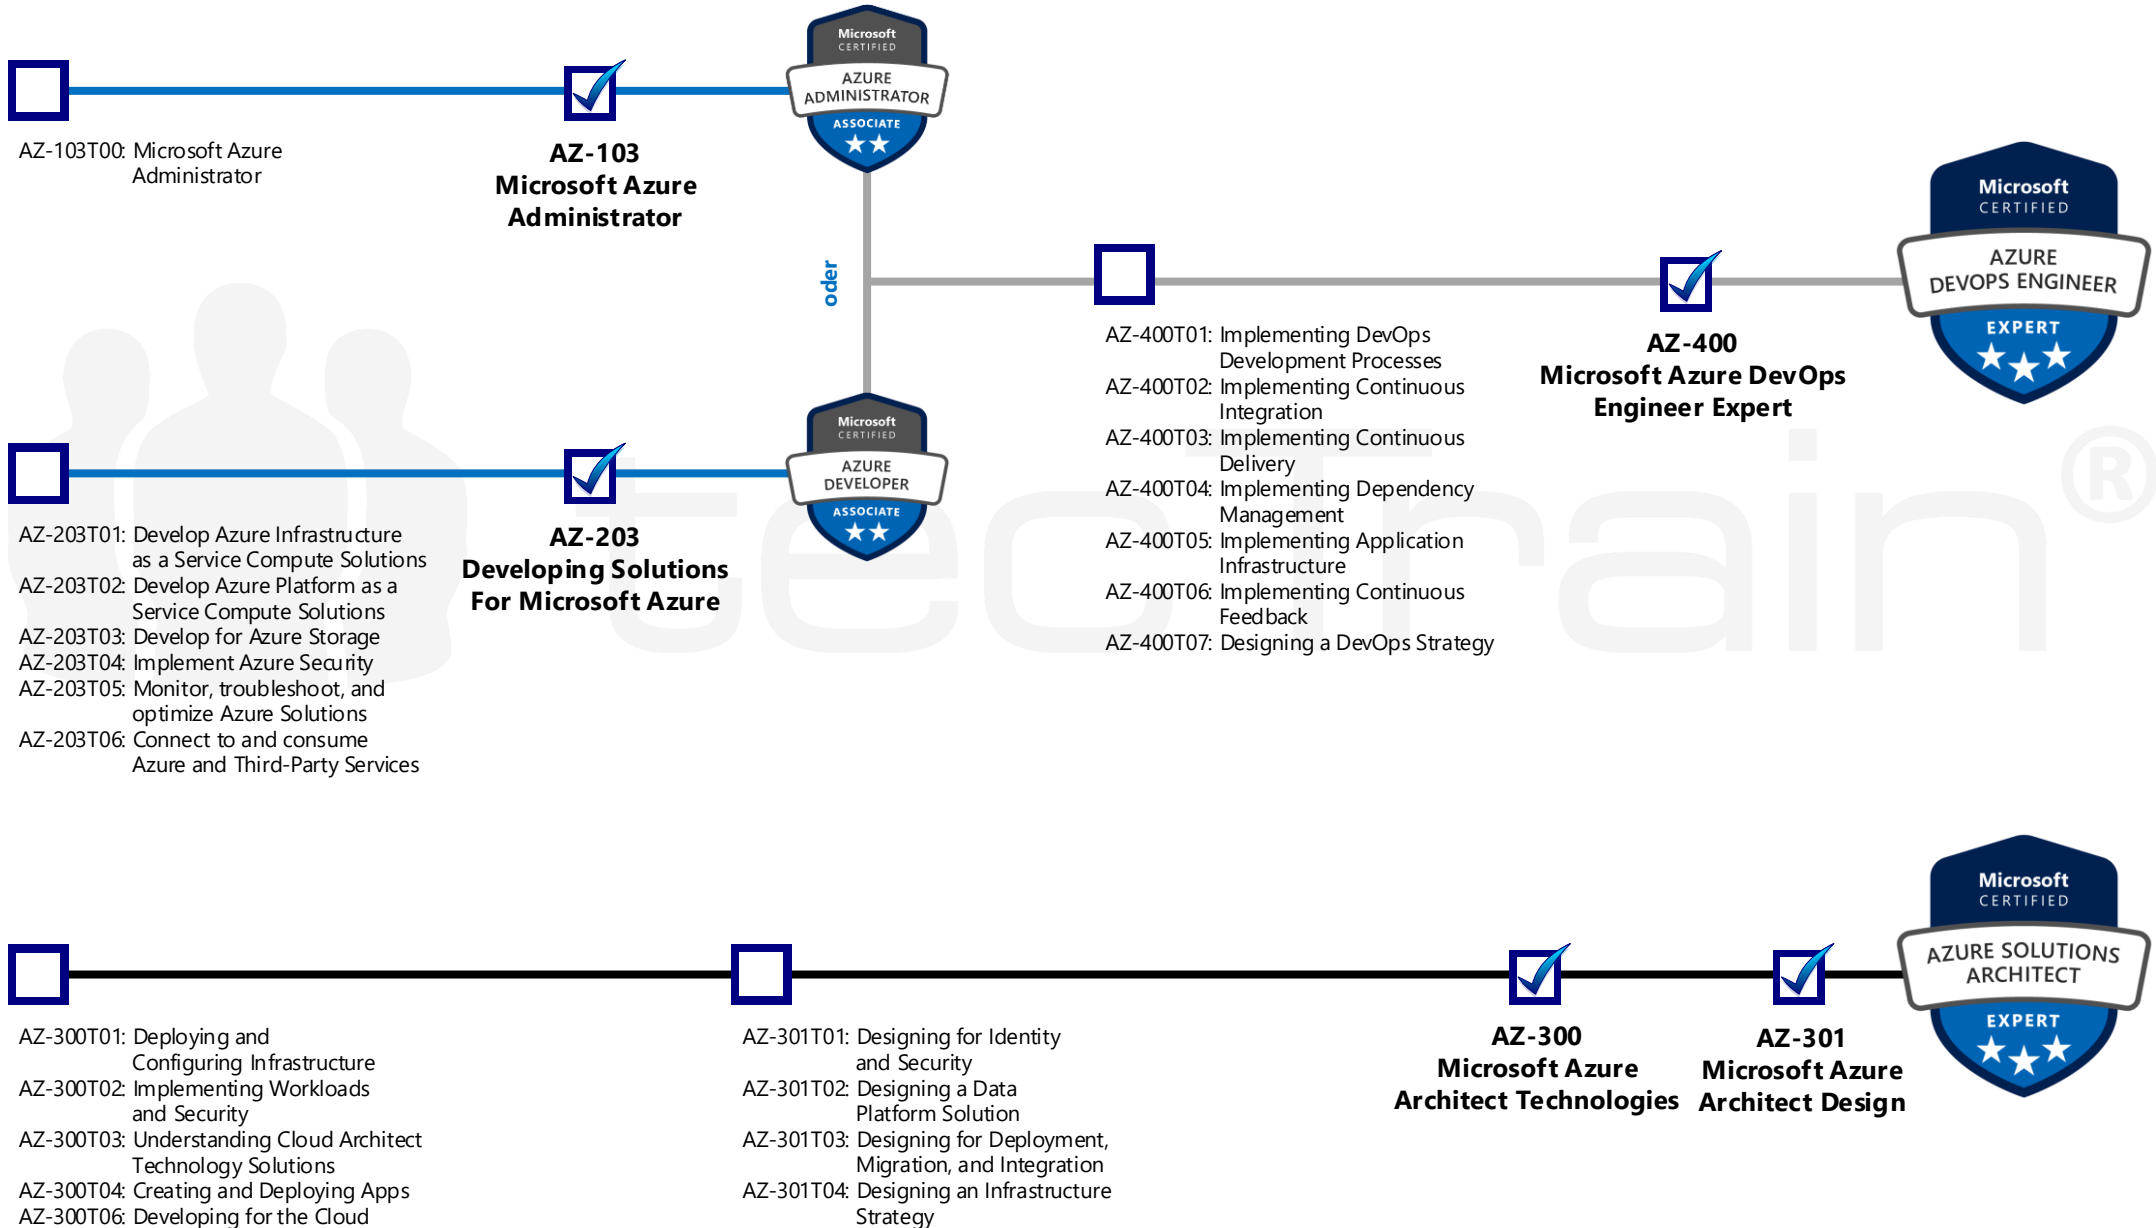 Microsoft
CERTIFIED
AZURE
ADMINISTRATOR
ASSOCIATE
AZ-103T00: Microsoft Azure
Administrator
AZ-103
Microsoft Azure
Administrator
oder
Microsoft
CERTIFIED
AZURE
DEVOPS ENGINEER
EXPERT
AZ-400T01: Implementing DevOps
Development Processes
AZ-400T02: Implementing Continuous
Integration
AZ-400T03: Implementing Continuous
Delivery
AZ-400T04: Implementing Dependency
Management
AZ-400T05: Implementing Application
Infrastructure
AZ-400T06: Implementing Continuous
Feedback
AZ-400T07: Designing a DevOps Strategy
AZ-400
Microsoft Azure DevOps
Engineer Expert
Microsoft
CERTIFIED
AZURE
DEVELOPER
ASSOCIATE
AZ-203T01: Develop Azure Infrastructure
as a Service Compute Solutions
AZ-203T02: Develop Azure Platform as a
Service Compute Solutions
AZ-203T03: Develop for Azure Storage
AZ-203T04: Implement Azure Security
AZ-203T05: Monitor, troubleshoot, and
optimize Azure Solutions
AZ-203T06: Connect to and consume
Azure and Third-Party Services
AZ-203
Developing Solutions
For Microsoft Azure
tecTrain®
Microsoft
CERTIFIED
AZURE SOLUTIONS
ARCHITECT
EXPERT
AZ-300T01: Deploying and
Configuring Infrastructure
AZ-300T02: Implementing Workloads
and Security
AZ-300T03: Understanding Cloud Architect
Technology Solutions
AZ-300T04: Creating and Deploying Apps
AZ-300T06: Developing for the Cloud
AZ-301T01: Designing for Identity
and Security
AZ-301T02: Designing a Data
Platform Solution
AZ-301T03: Designing for Deployment,
Migration, and Integration
AZ-301T04: Designing an Infrastructure
Strategy
AZ-300
Microsoft Azure
Architect Technologies
AZ-301
Microsoft Azure
Architect Design